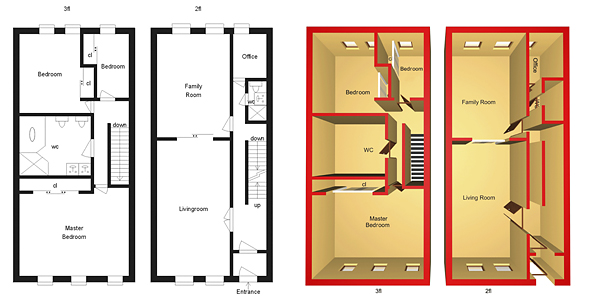 3fl
2fl
Bedroom
cl
Bedroom
cl
down
wc
cl
Master
Bedroom
Family
Room
Office
wc
down
Livingroom
up
Entrance
cl
Bedroom
Bedroom
WC
cl
Master
Bedroom
3fl
Office
Family Room
Living Room
2fl